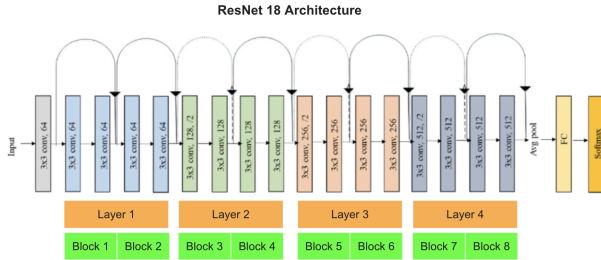 ResNet 18 Architecture
Input
3x3 conv, 64
3x3 conv, 64
3x3 conv, 64
3x3 conv, 64
3x3 conv, 64
3x3 conv, 128, /2
3x3 conv, 128
3x3 conv, 128
3x3 conv, 128
3x3 conv, 256, /2
3x3 conv, 256
3x3 conv, 256
3x3 conv, 256
3x3 conv, 512, /2
3x3 conv, 512
3x3 conv, 512
3x3 conv, 512
Avg pool
FC
Softmax
Layer 1
Layer 2
Layer 3
Layer 4
Block 1
Block 2
Block 3
Block 4
Block 5
Block 6
Block 7
Block 8